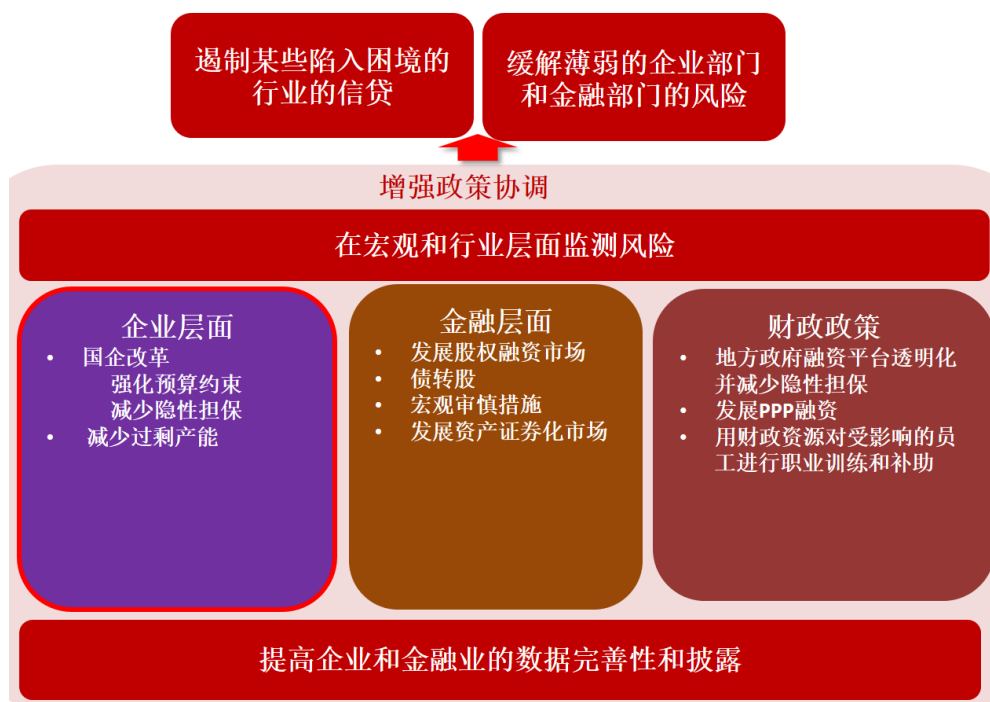 遏制某些陷入困境的
行业的信贷
缓解薄弱的企业部门
和金融部门的风险
增强政策协调
在宏观和行业层面监测风险
企业层面
• 国企改革
强化预算约束
减少隐性担保
• 减少过剩产能
金融层面
• 发展股权融资市场
• 债转股
• 宏观审慎措施
• 发展资产证券化市场
财政政策
• 地方政府融资平台透明化
并减少隐性担保
• 发展PPP融资
• 用财政资源对受影响的员
工进行职业训练和补助
提高企业和金融业的数据完善性和披露